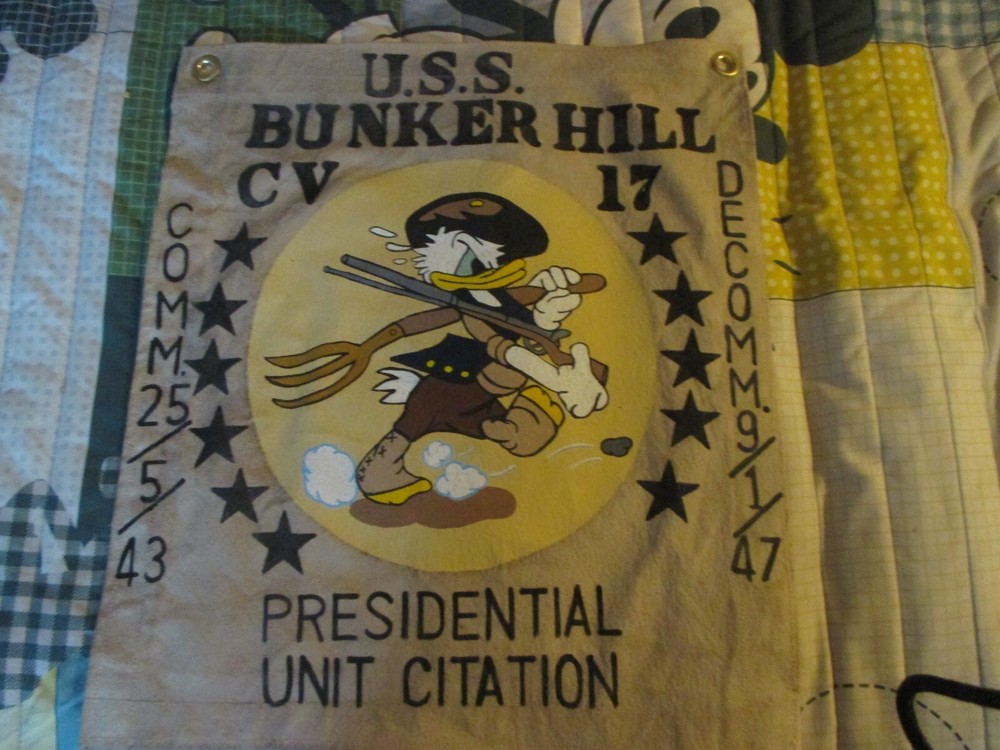 U.S.S.
BUNKER HILL
CV 17
COMM. 25/5/43
DECOMM. 9/1/47
PRESIDENTIAL
UNIT CITATION